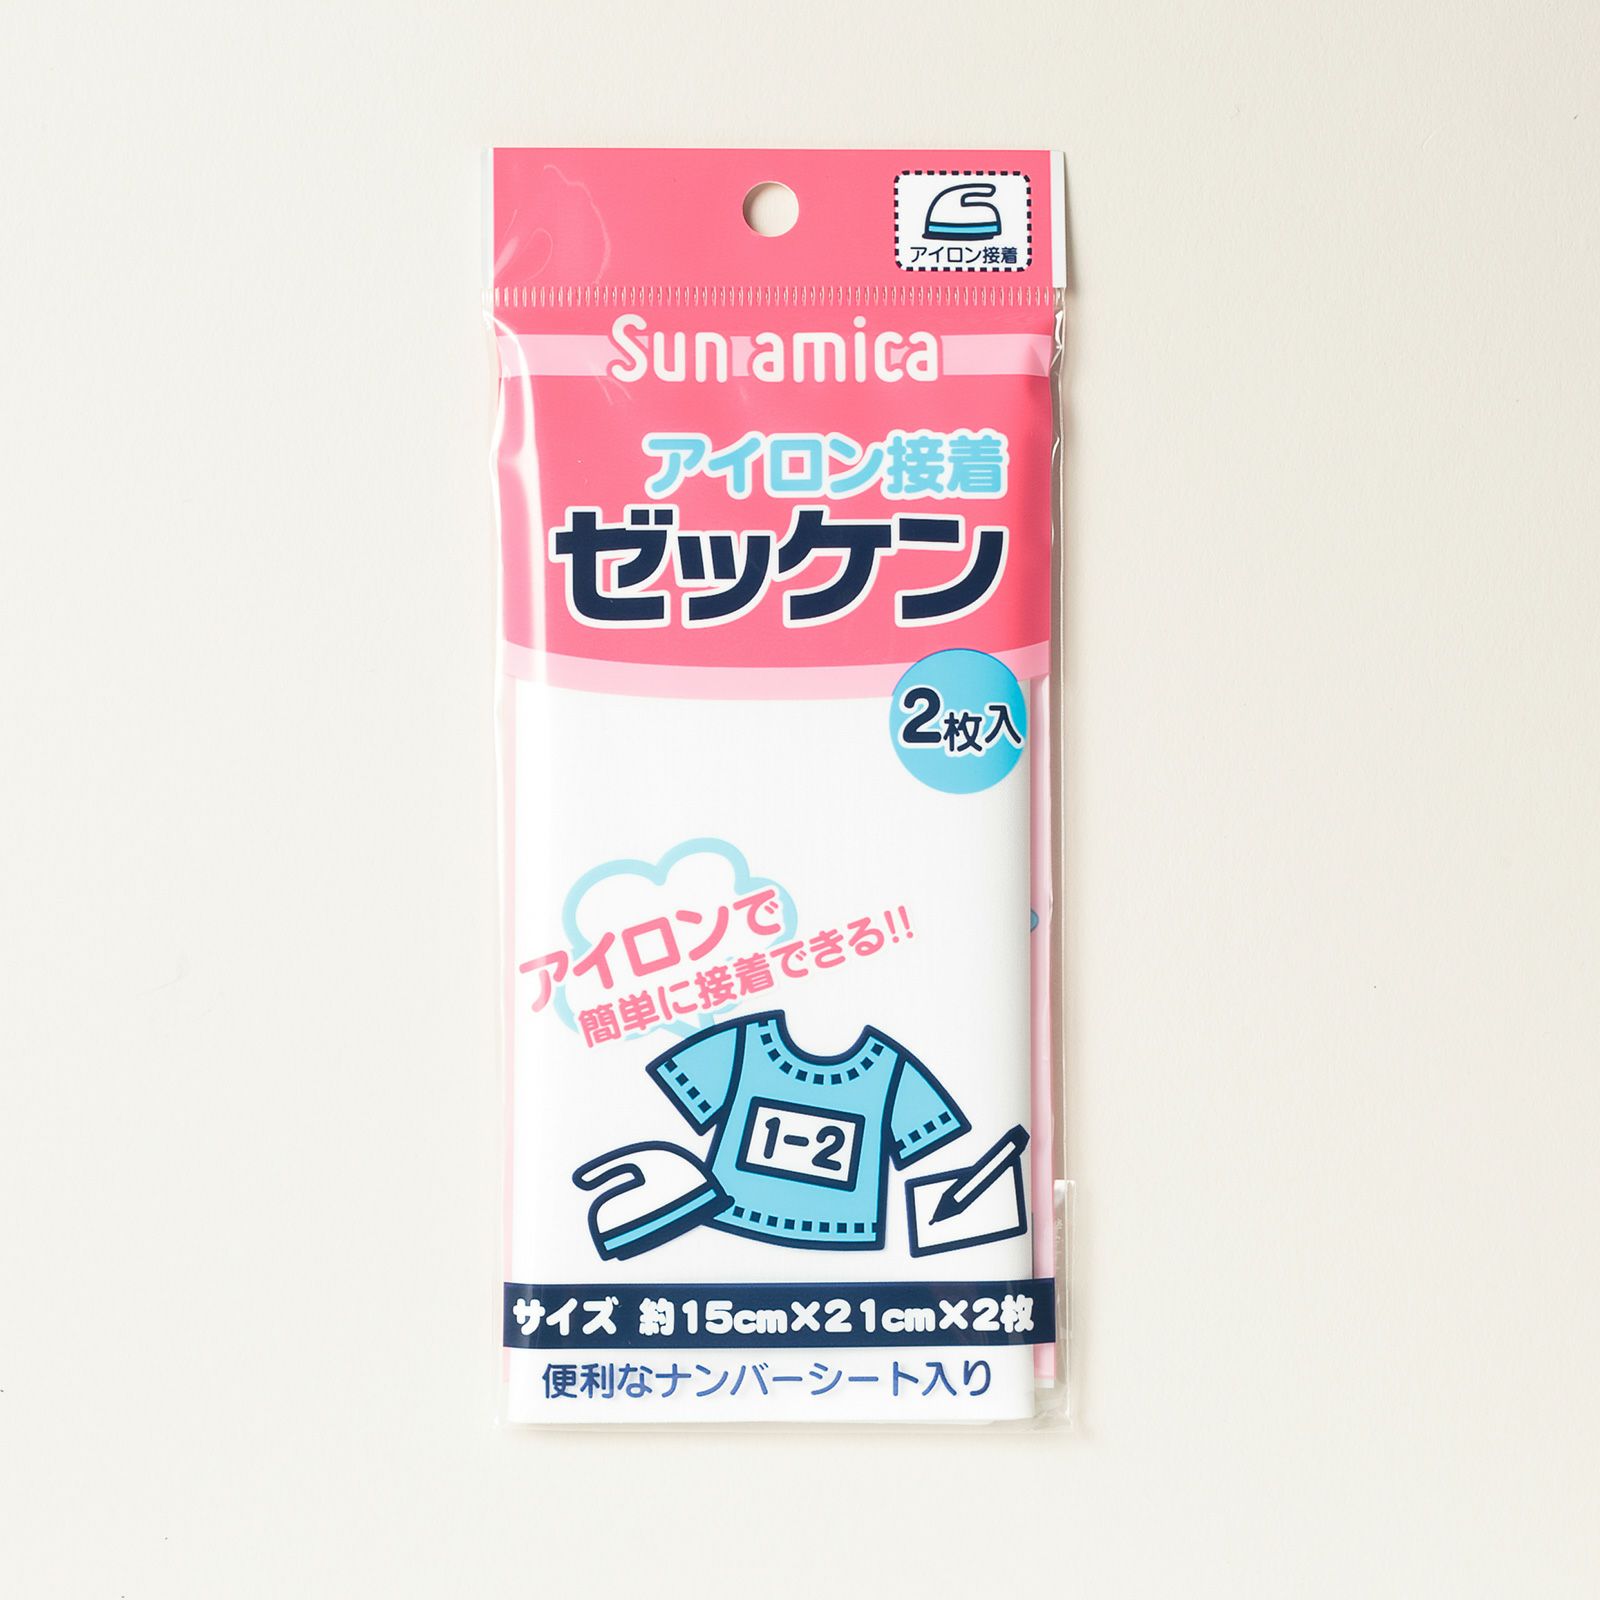 アイロン接着
Sun amica
アイロン接着
ゼッケン
2枚入
アイロンで
簡単に接着できる!!
1-2
サイズ 約15cm×21cm×2枚
便利なナンバーシート入り